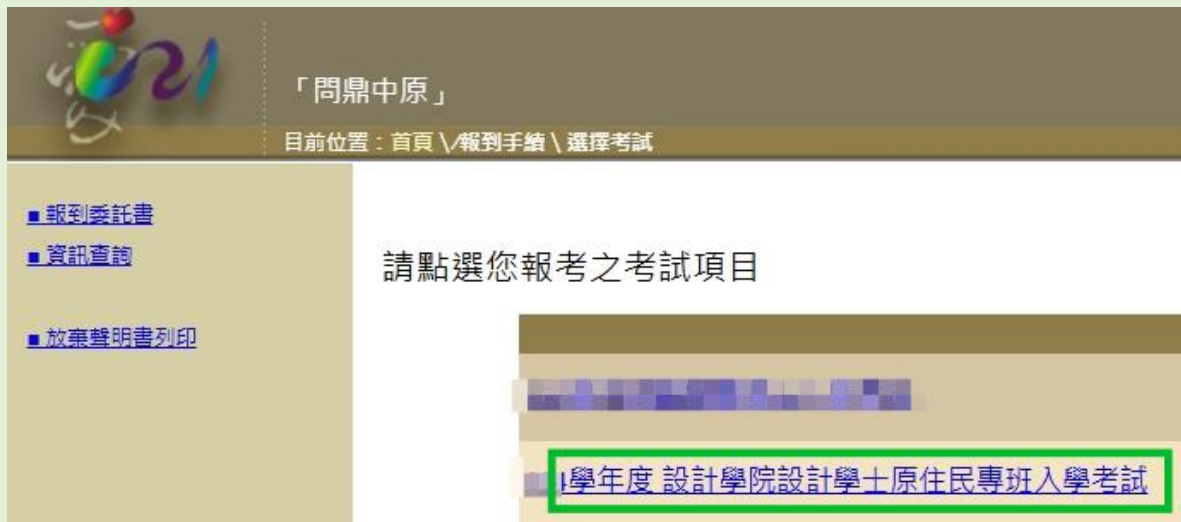 「問鼎中原」
目前位置：首頁 \ 報到手續 \ 選擇考試
■ 報到委託書
■ 資訊查詢
■ 放棄聲明書列印
請點選您報考之考試項目
4學年度 設計學院設計學士原住民專班入學考試